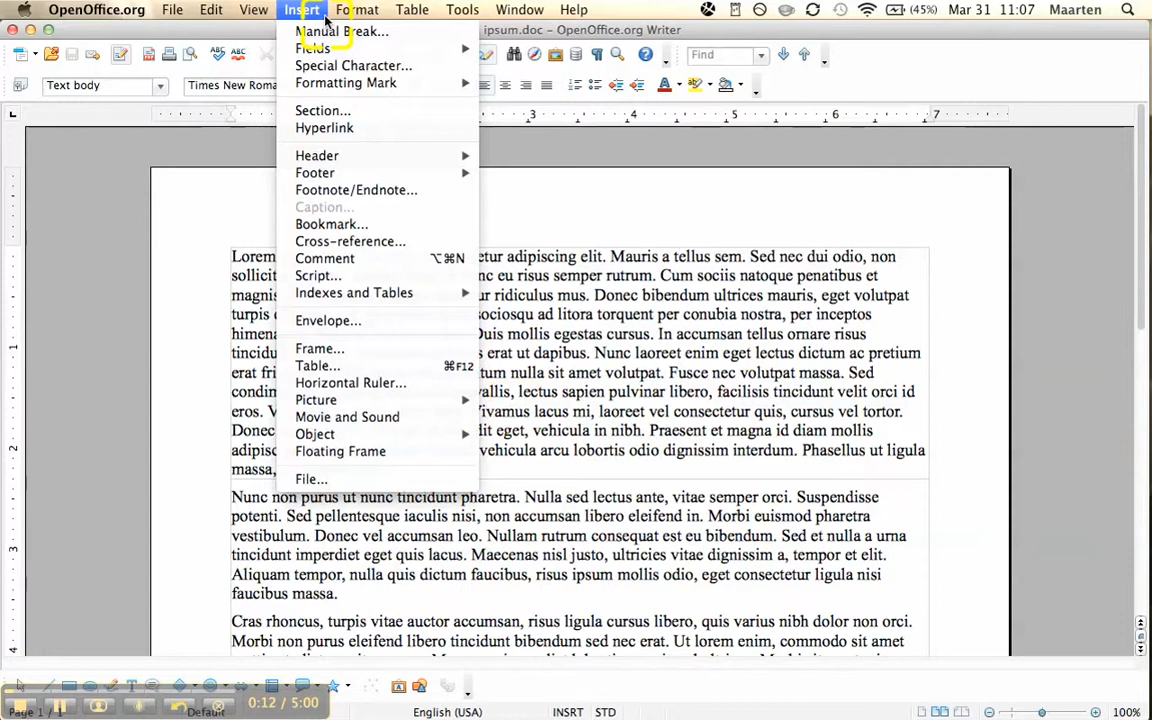 OpenOffice.org File Edit View Insert Format Table Tools Window Help (45%) Mar 31 11:07 Maarten
ipsum.doc - OpenOffice.org Writer
Find
Text body Times New Roma
Manual Break...
Fields
Special Character...
Formatting Mark
Section...
Hyperlink
Header
Footer
Footnote/Endnote...
Caption...
Bookmark...
Cross-reference...
Comment ⌥⌘N
Script...
Indexes and Tables
Envelope...
Frame...
Table... ⌘F12
Horizontal Ruler...
Picture
Movie and Sound
Object
Floating Frame
File...
3 4 5 6 7
1
2
3
4
Lorem etur adipiscing elit. Mauris a tellus sem. Sed nec dui odio, non
sollicit nc eu risus semper rutrum. Cum sociis natoque penatibus et
magnis ur ridiculus mus. Donec bibendum ultrices mauris, eget volutpat
turpis sociosqu ad litora torquent per conubia nostra, per inceptos
himena Duis mollis egestas cursus. In accumsan tellus ornare risus
tincidu s erat ut dapibus. Nunc laoreet enim eget lectus dictum ac pretium
erat fri tum nulla sit amet volutpat. Fusce nec volutpat massa. Sed
condim vallis, lectus sapien pulvinar libero, facilisis tincidunt velit orci id
eros. Vivamus lacus mi, laoreet vel consectetur quis, cursus vel tortor.
Donec dit eget, vehicula in nibh. Praesent et magna id diam mollis
adipisc vehicula arcu lobortis dignissim interdum. Phasellus ut ligula
massa,
Nunc non purus ut nunc tincidunt pharetra. Nulla sed lectus ante, vitae semper orci. Suspendisse
potenti. Sed pellentesque iaculis nisi, non accumsan libero eleifend in. Morbi euismod pharetra
vestibulum. Donec vel accumsan leo. Nullam rutrum consequat est eu bibendum. Sed et nulla a urna
tincidunt imperdiet eget quis lacus. Maecenas nisl justo, ultricies vitae dignissim a, tempor et elit.
Aliquam tempor, nulla quis dictum faucibus, risus ipsum mollis odio, eget consectetur ligula nisi
faucibus massa.
Cras rhoncus, turpis vitae auctor accumsan, risus ligula cursus libero, quis varius nibh dolor non orci.
Morbi non purus eleifend libero tincidunt bibendum sed nec erat. Ut lorem enim, commodo sit amet
0:12 / 5:00
Page 1 / 1 Default English (USA) INSRT STD 100%